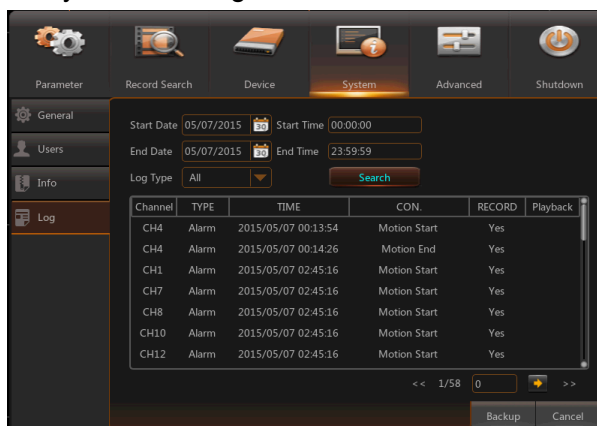 Parameter Record Search Device System Advanced Shutdown
General
Users
Info
Log
Start Date 05/07/2015 30 Start Time 00:00:00
End Date 05/07/2015 30 End Time 23:59:59
Log Type All Search
Channel TYPE TIME CON. RECORD Playback
CH4 Alarm 2015/05/07 00:13:54 Motion Start Yes
CH4 Alarm 2015/05/07 00:14:26 Motion End Yes
CH1 Alarm 2015/05/07 02:45:16 Motion Start Yes
CH7 Alarm 2015/05/07 02:45:16 Motion Start Yes
CH8 Alarm 2015/05/07 02:45:16 Motion Start Yes
CH10 Alarm 2015/05/07 02:45:16 Motion Start Yes
CH12 Alarm 2015/05/07 02:45:16 Motion Start Yes
<< 1/58 0 >>
Backup Cancel